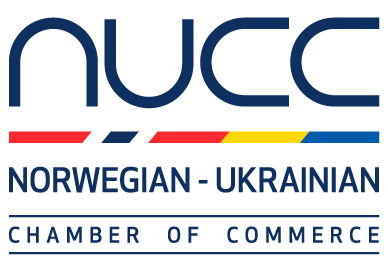 nucc
NORWEGIAN - UKRAINIAN
CHAMBER OF COMMERCE